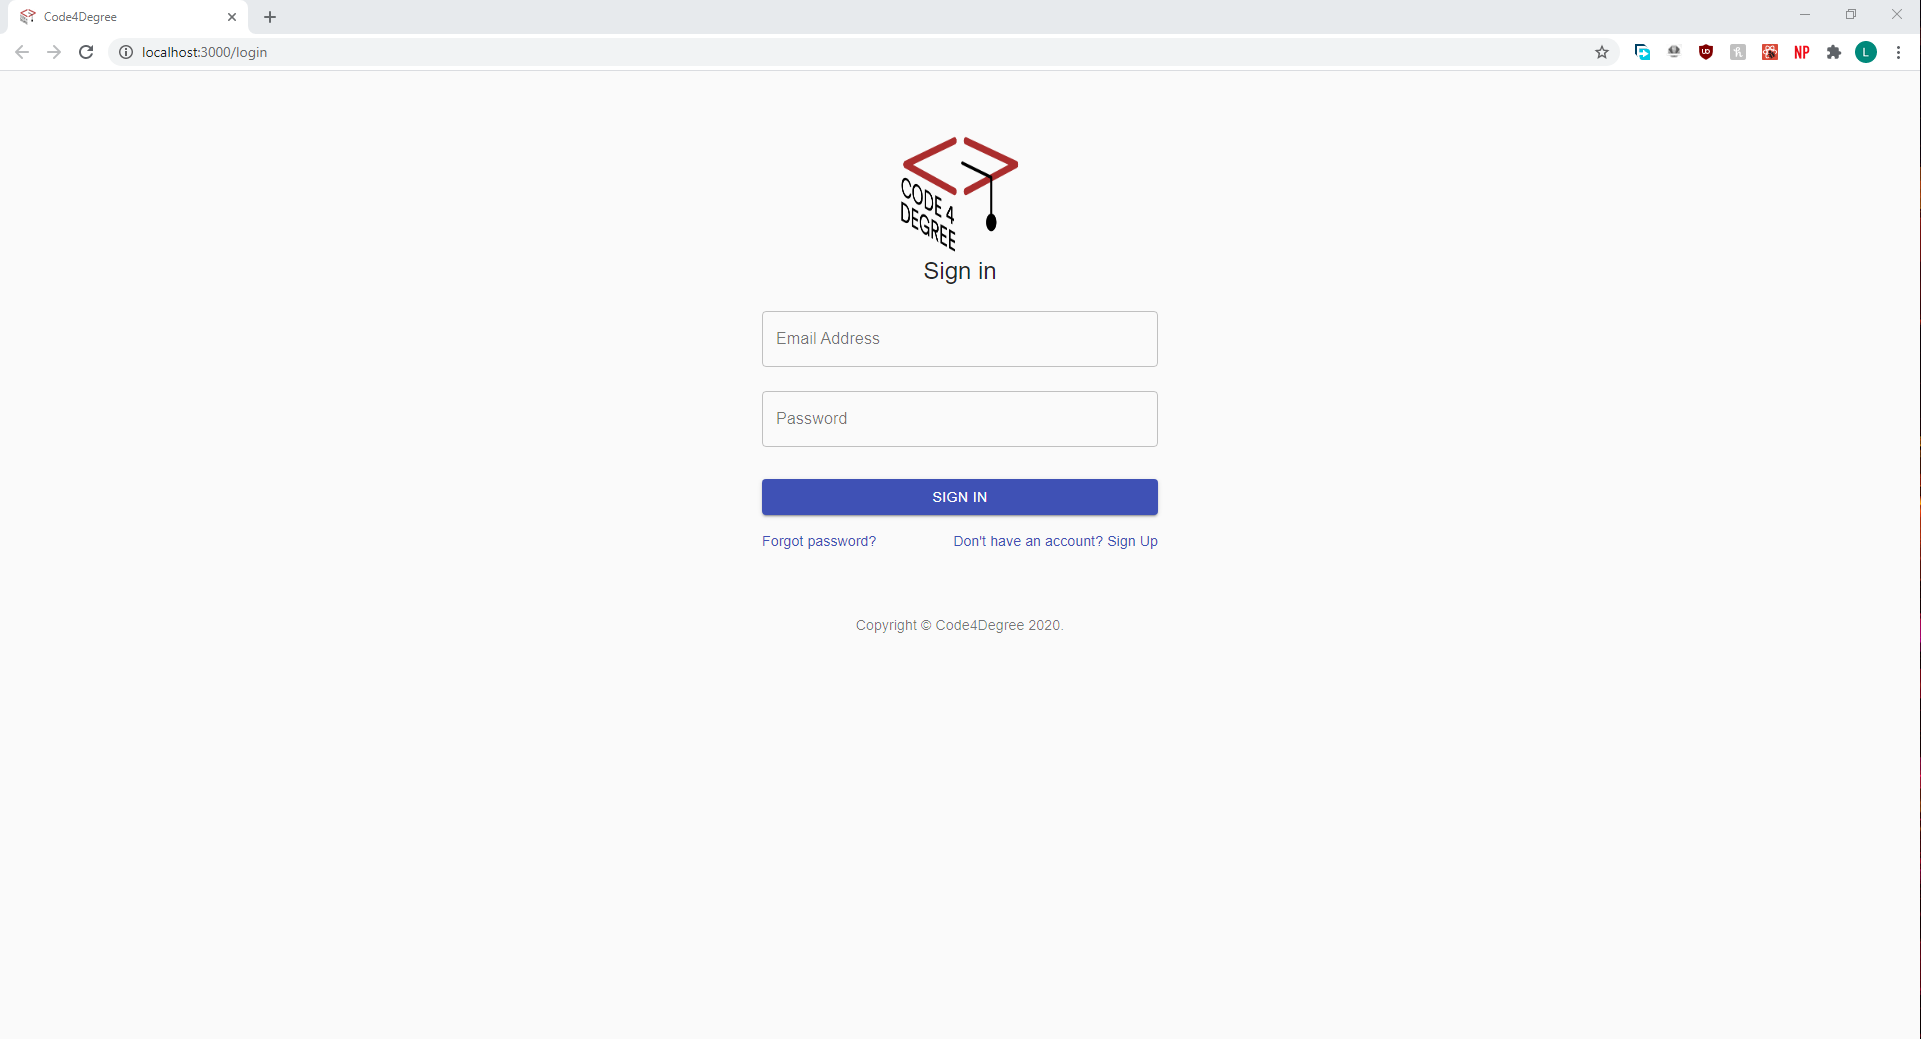 Code4Degree
localhost:3000/login
NP
L
CODE 4
DEGREE
Sign in
Email Address
Password
SIGN IN
Forgot password?
Don't have an account? Sign Up
Copyright © Code4Degree 2020.